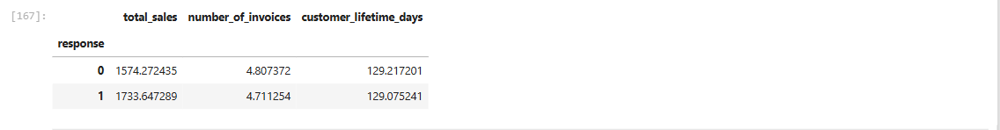 [167]: total_sales number_of_invoices customer_lifetime_days
response
0 1574.272435 4.807372 129.217201
1 1733.647289 4.711254 129.075241